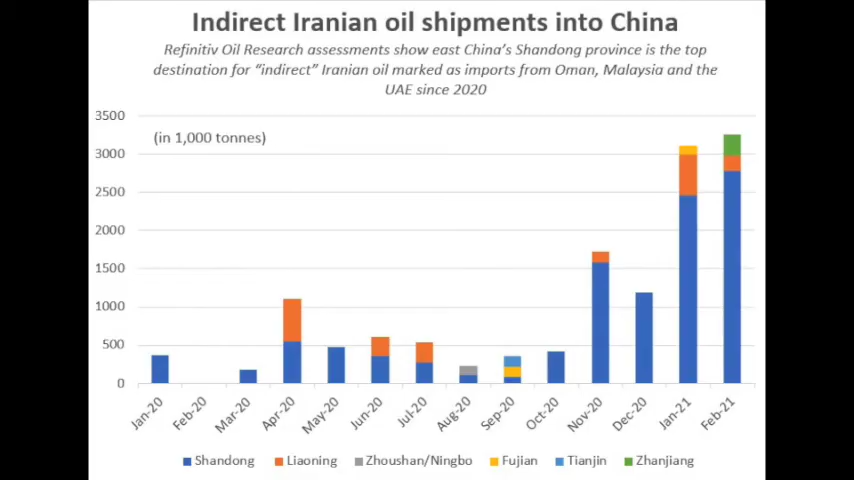 Indirect Iranian oil shipments into China
Refinitiv Oil Research assessments show east China's Shandong province is the top
destination for "indirect" Iranian oil marked as imports from Oman, Malaysia and the
UAE since 2020
(in 1,000 tonnes)
3500
3000
2500
2000
1500
1000
500
0
Jan-20 Feb-20 Mar-20 Apr-20 May-20 Jun-20 Jul-20 Aug-20 Sep-20 Oct-20 Nov-20 Dec-20 Jan-21 Feb-21
Shandong Liaoning Zhoushan/Ningbo Fujian Tianjin Zhanjiang